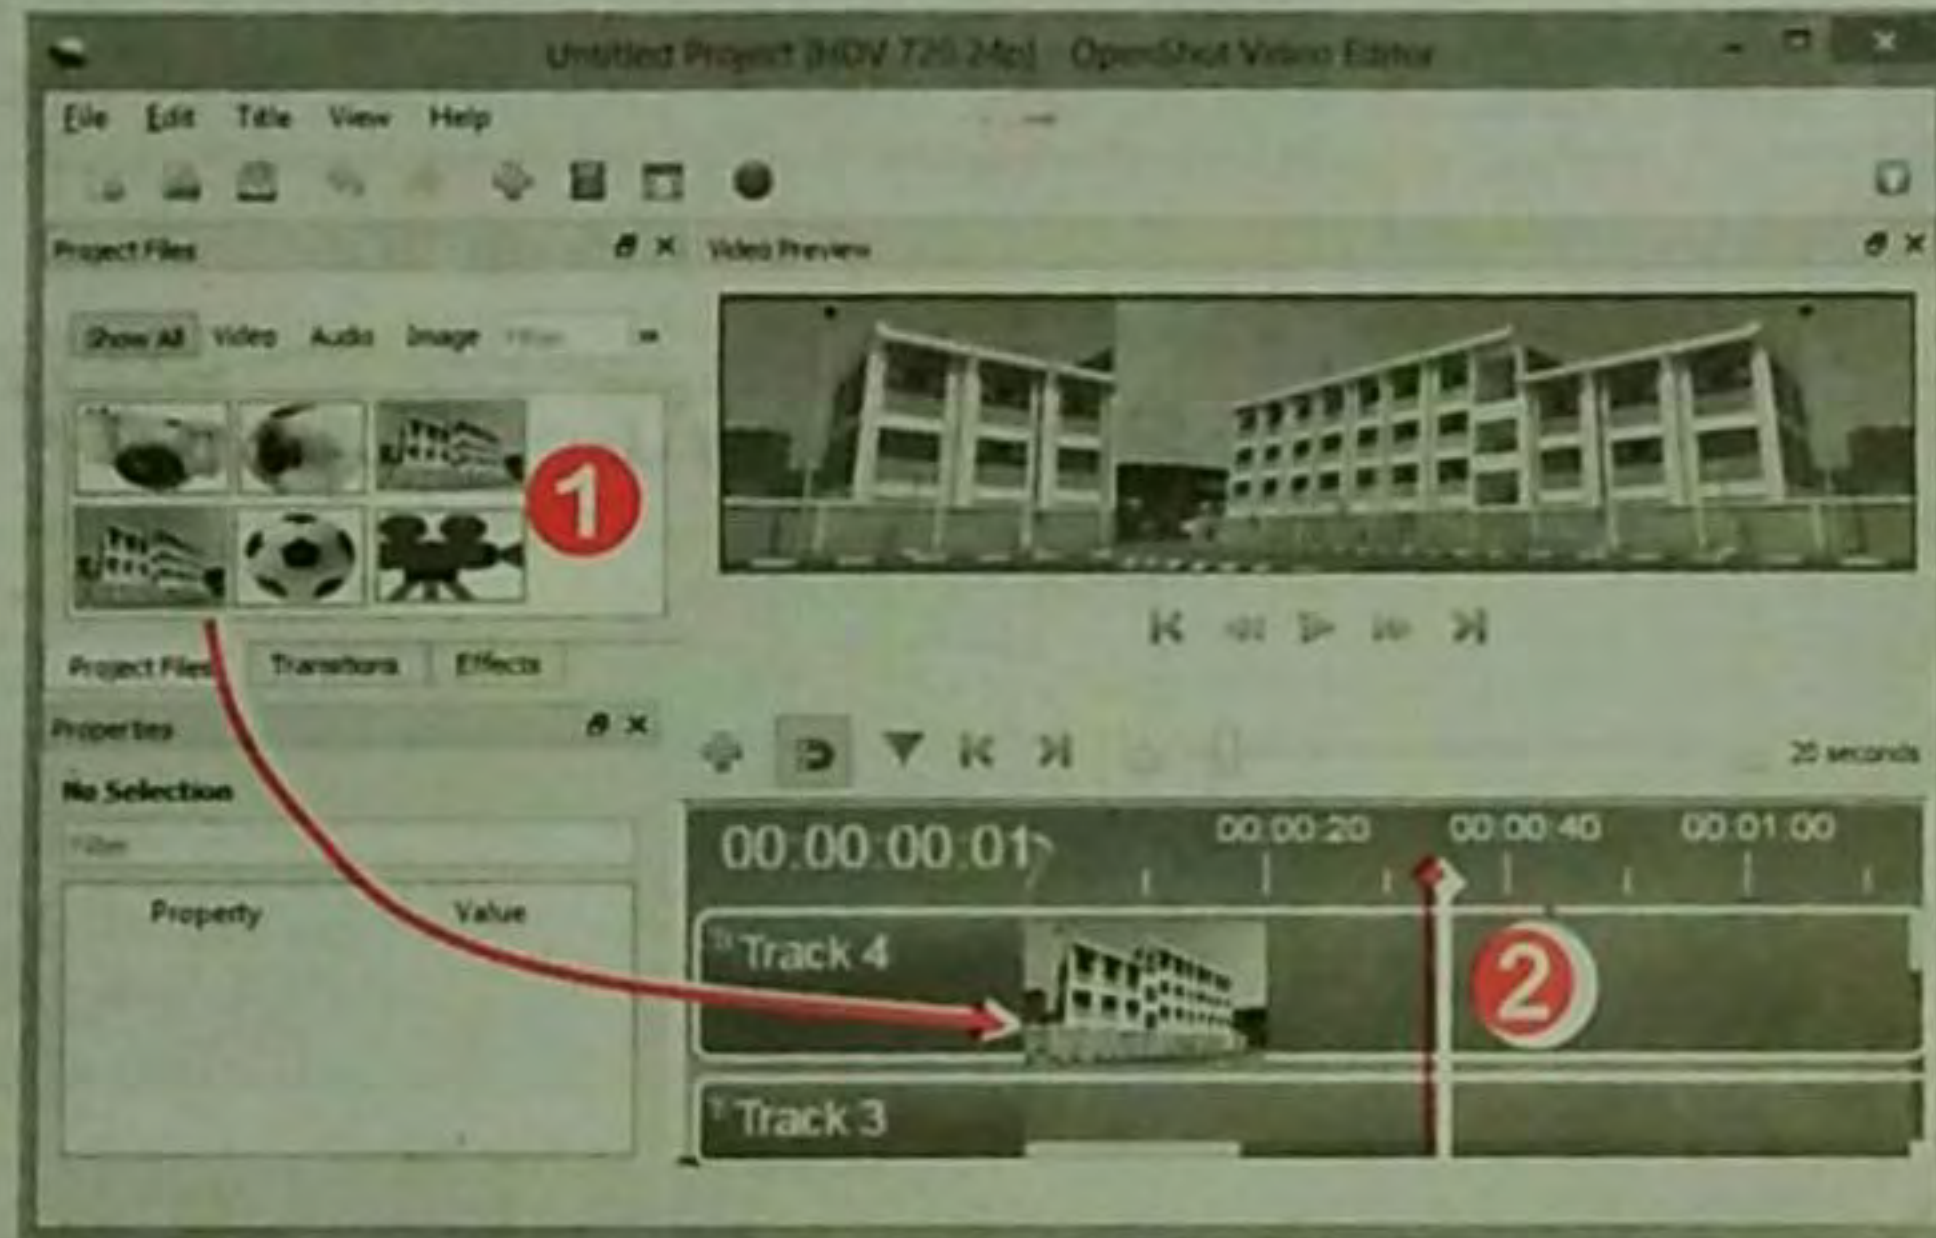 Untitled Project [HDV 720 24p] - OpenShot Video Editor
File Edit Title View Help
Project Files
Video Preview
Show All Video Audio Image Filter
1
Project Files Transitions Effects
Properties
No Selection
20 seconds
Filter
00:00:00:01
00:00:20 00:00:40 00:01:00
Property Value
Track 4
2
Track 3